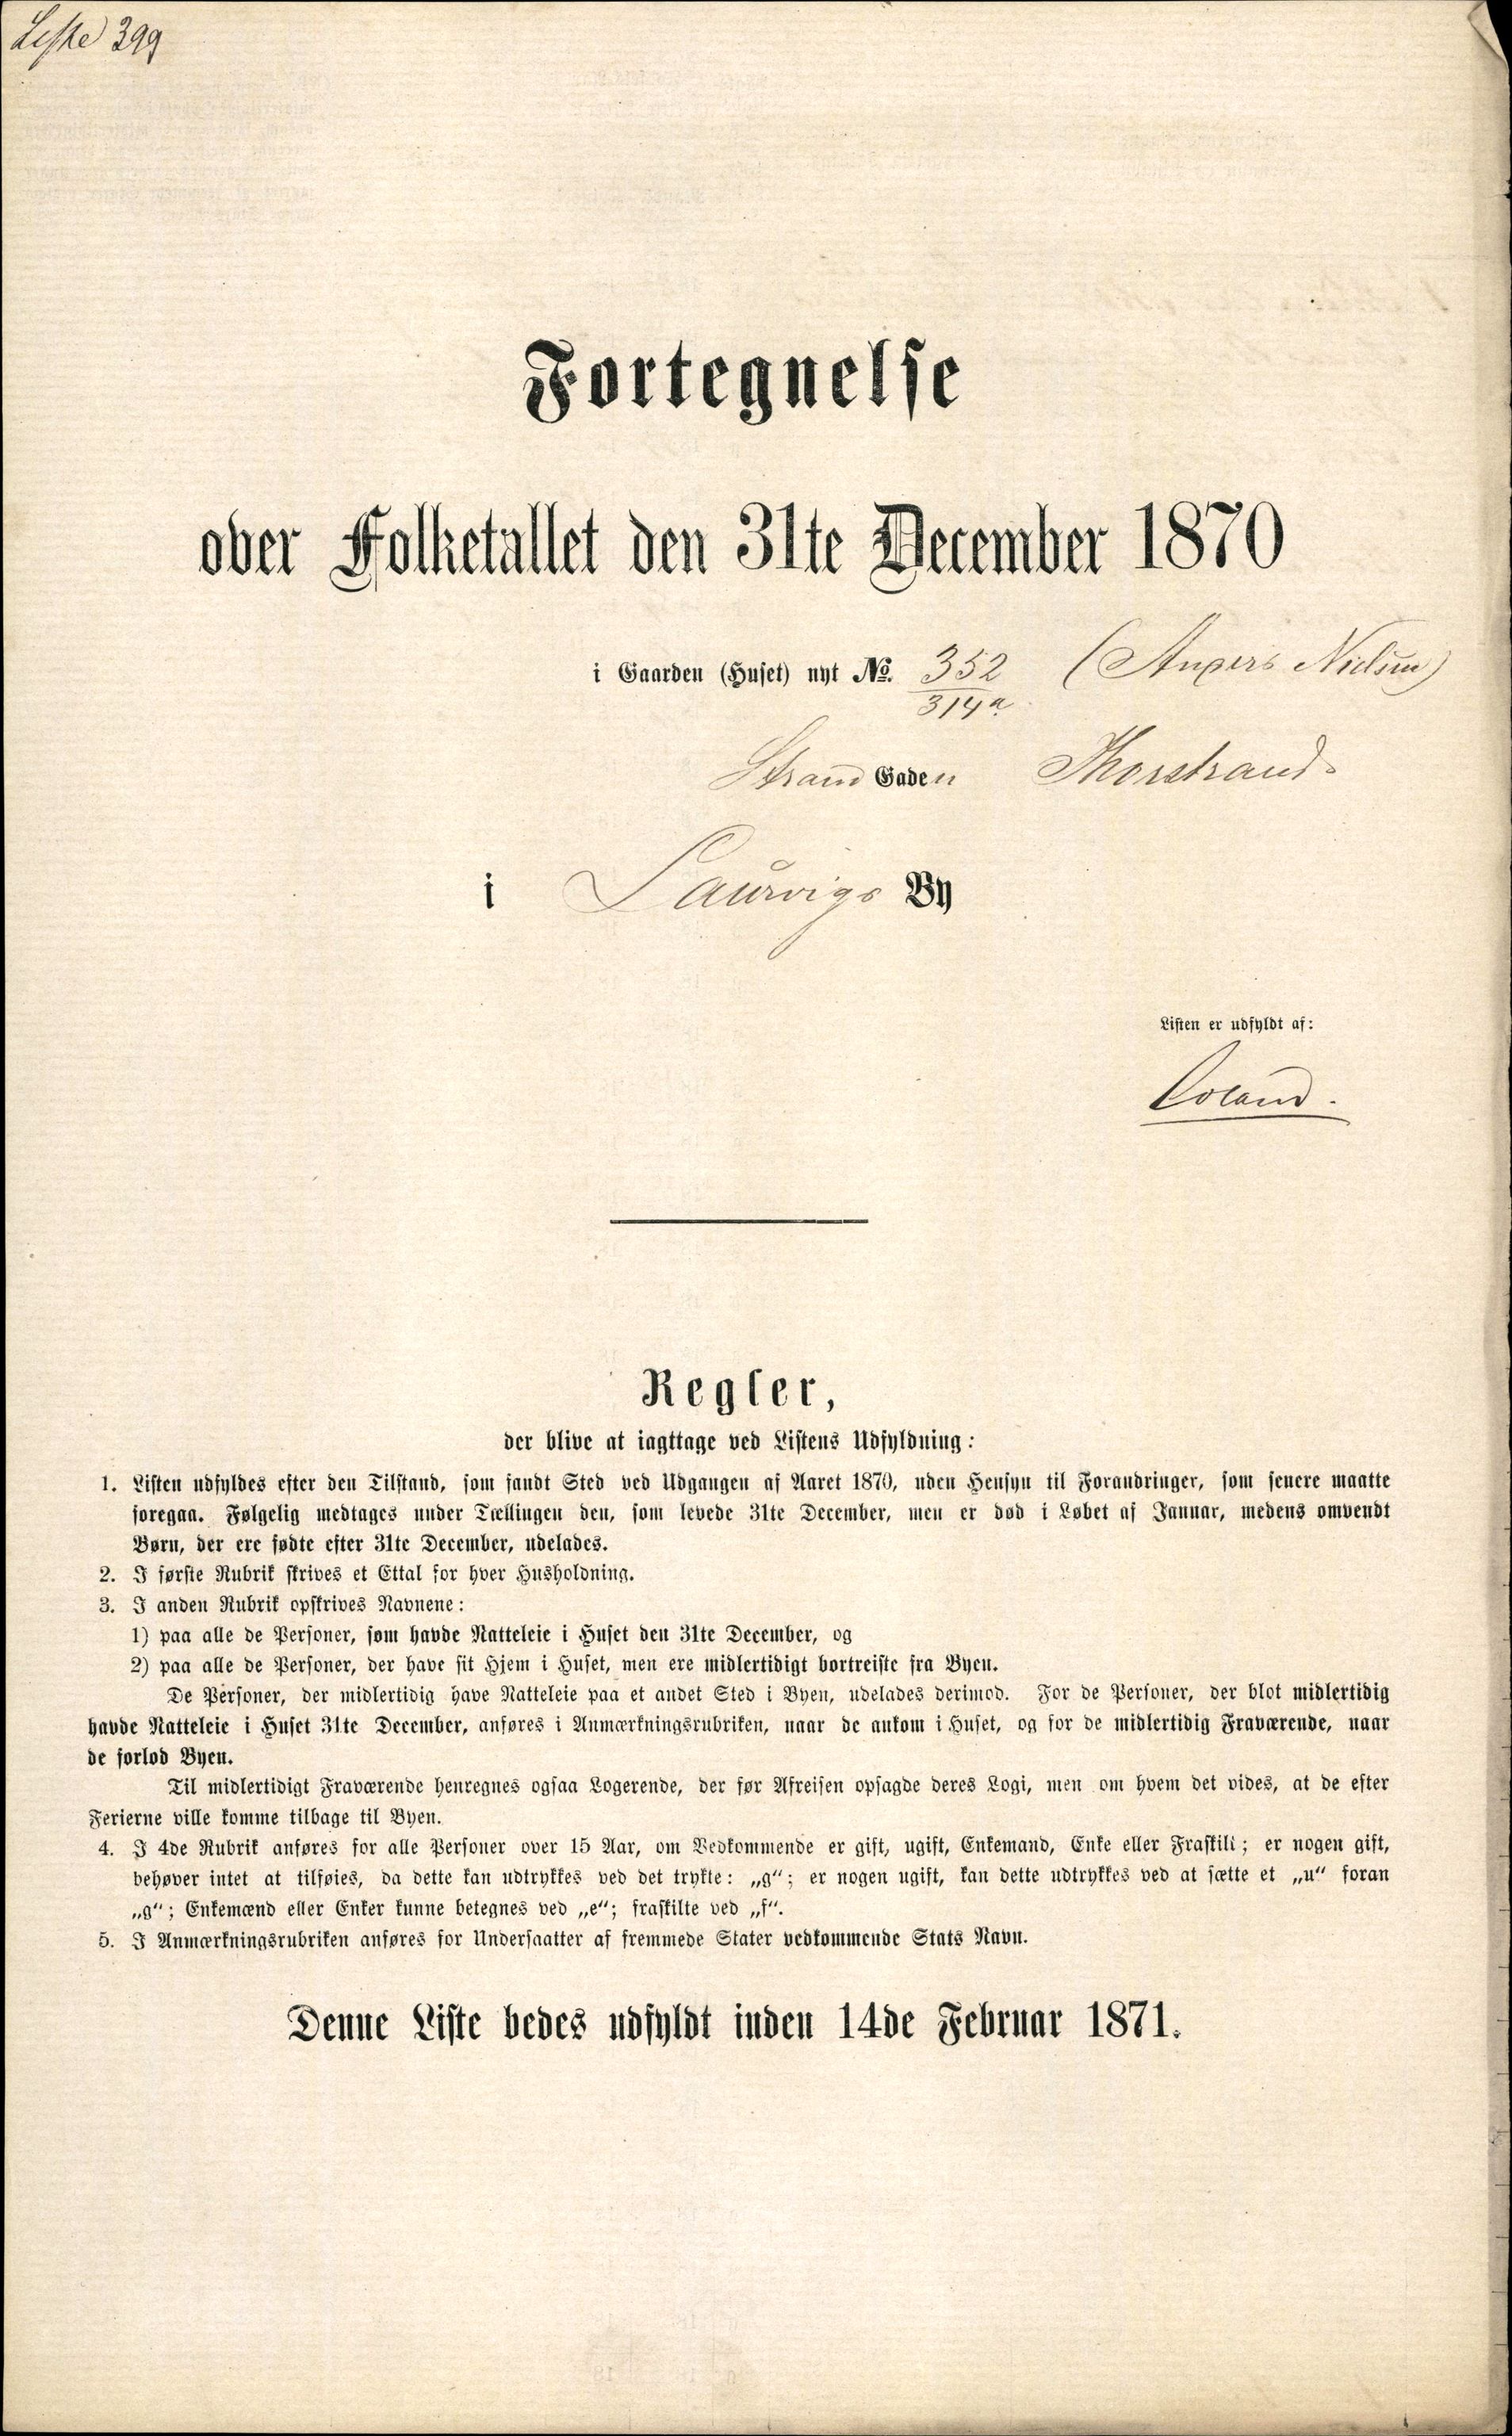 Liste 399
Fortegnelse
over Folketallet den 31te December 1870
i Gaarden (Huset) nyt No. 352 (Anders Nielsen)
314a
Strand Gaden Thorstrand.
i Laurvigs By
Listen er udfyldt af:
Regler,
der blive at iagttage ved Listens Udfyldning:
1. Listen udfyldes efter den Tilstand, som fandt Sted ved Udgangen af Aaret 1870, uden Hensyn til Forandringer, som senere maatte
foregaa. Følgelig medtages under Tællingen den, som levede 31te December, men er død i Løbet af Januar, medens omvendt
Børn, der ere fødte efter 31te December, udelades.
2. I første Rubrik skrives et Ettal for hver Husholdning.
3. I anden Rubrik opskrives Navnene:
1) paa alle de Personer, som havde Natteleie i Huset den 31te December, og
2) paa alle de Personer, der have sit Hjem i Huset, men ere midlertidigt bortreiste fra Byen.
De Personer, der midlertidig have Natteleie paa et andet Sted i Byen, udelades derimod. For de Personer, der blot midlertidig
havde Natteleie i Huset 31te December, anføres i Anmærkningsrubriken, naar de ankom i Huset, og for de midlertidig Fraværende, naar
de forlod Byen.
Til midlertidigt Fraværende henregnes ogsaa Logerende, der før Afreisen opsagde deres Logi, men om hvem det vides, at de efter
Ferierne ville komme tilbage til Byen.
4. I 4de Rubrik anføres for alle Personer over 15 Aar, om Vedkommende er gift, ugift, Enkemand, Enke eller Fraskilt; er nogen gift,
behøver intet at tilføies, da dette kan udtrykkes ved det trykte: „g“; er nogen ugift, kan dette udtrykkes ved at sætte et „u“ foran
„g“; Enkemænd eller Enker kunne betegnes ved „e“; fraskilte ved „f“.
5. I Anmærkningsrubriken anføres for Undersaatter af fremmede Stater vedkommende Stats Navn.
Denne Liste bedes udfyldt inden 14de Februar 1871.